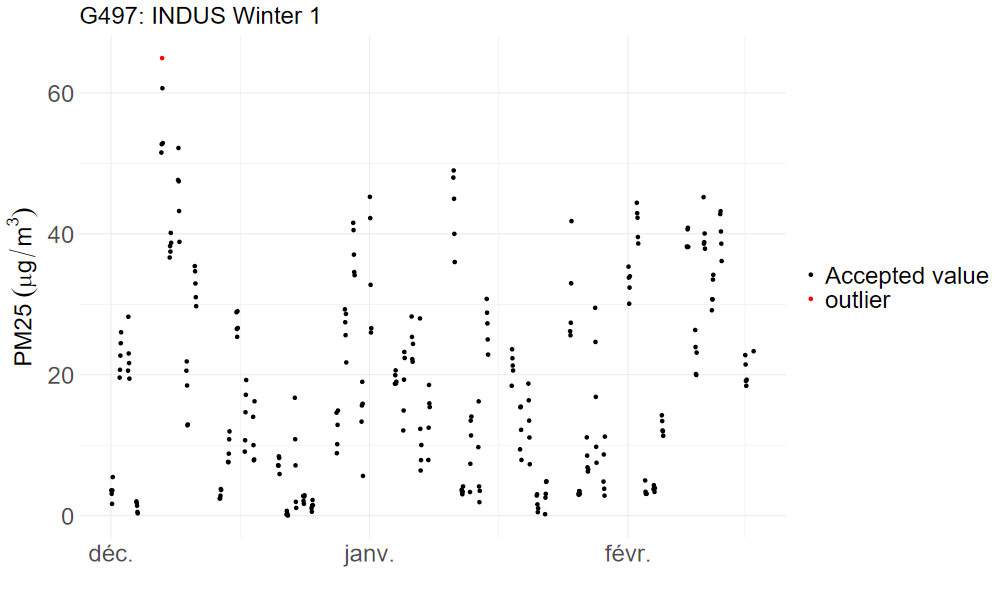 G497: INDUS Winter 1
PM25 (μg/m³)
60
40
20
0
déc.
janv.
févr.
Accepted value
outlier